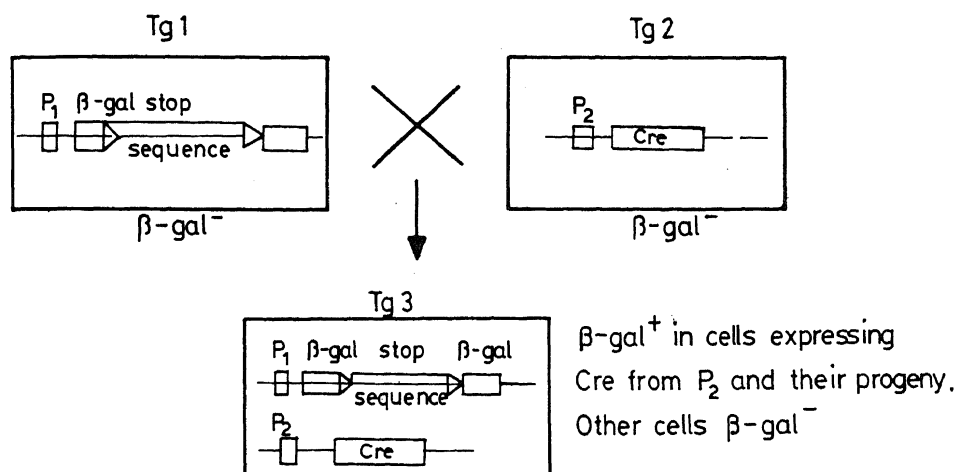 Tg 1
Tg 2
P₁ β-gal stop
sequence
β-gal⁻
P₂
Cre
β-gal⁻
Tg 3
P₁ β-gal stop β-gal
sequence
P₂
Cre
β-gal⁺ in cells expressing
Cre from P₂ and their progeny.
Other cells β-gal⁻